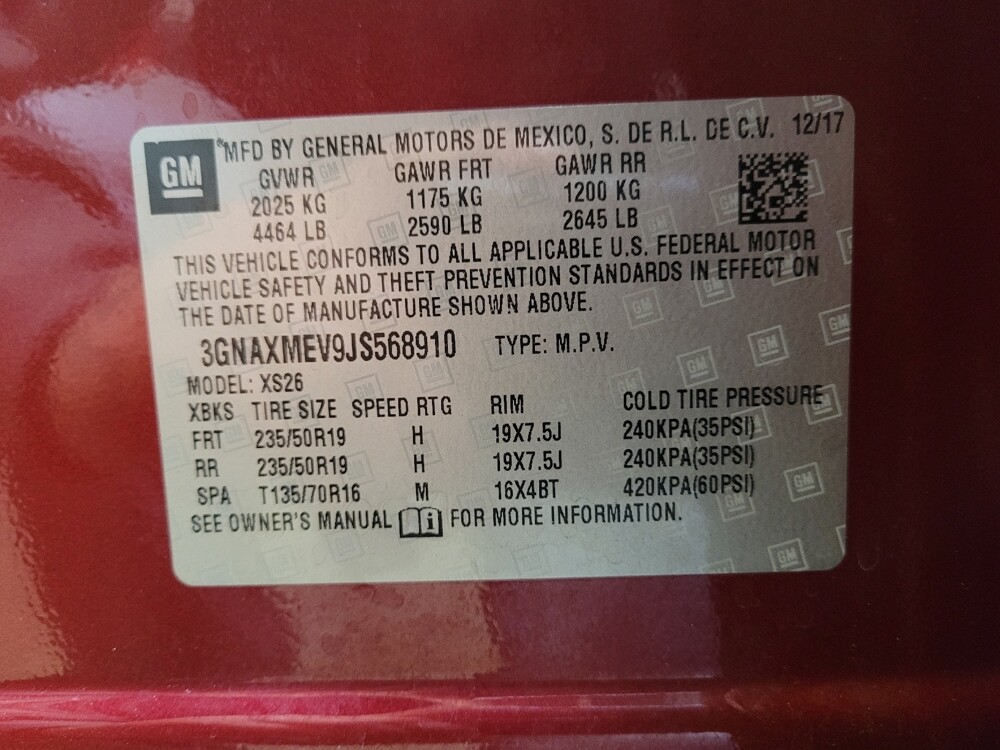 GM
MFD BY GENERAL MOTORS DE MEXICO, S. DE R.L. DE C.V. 12/17
GVWR GAWR FRT GAWR RR
2025 KG 1175 KG 1200 KG
4464 LB 2590 LB 2645 LB
THIS VEHICLE CONFORMS TO ALL APPLICABLE U.S. FEDERAL MOTOR
VEHICLE SAFETY AND THEFT PREVENTION STANDARDS IN EFFECT ON
THE DATE OF MANUFACTURE SHOWN ABOVE.
3GNAXMEV9JS568910 TYPE: M.P.V.
MODEL: XS26
XBKS TIRE SIZE SPEED RTG RIM COLD TIRE PRESSURE
FRT 235/50R19 H 19X7.5J 240KPA(35PSI)
RR 235/50R19 H 19X7.5J 240KPA(35PSI)
SPA T135/70R16 M 16X4BT 420KPA(60PSI)
SEE OWNER'S MANUAL FOR MORE INFORMATION.